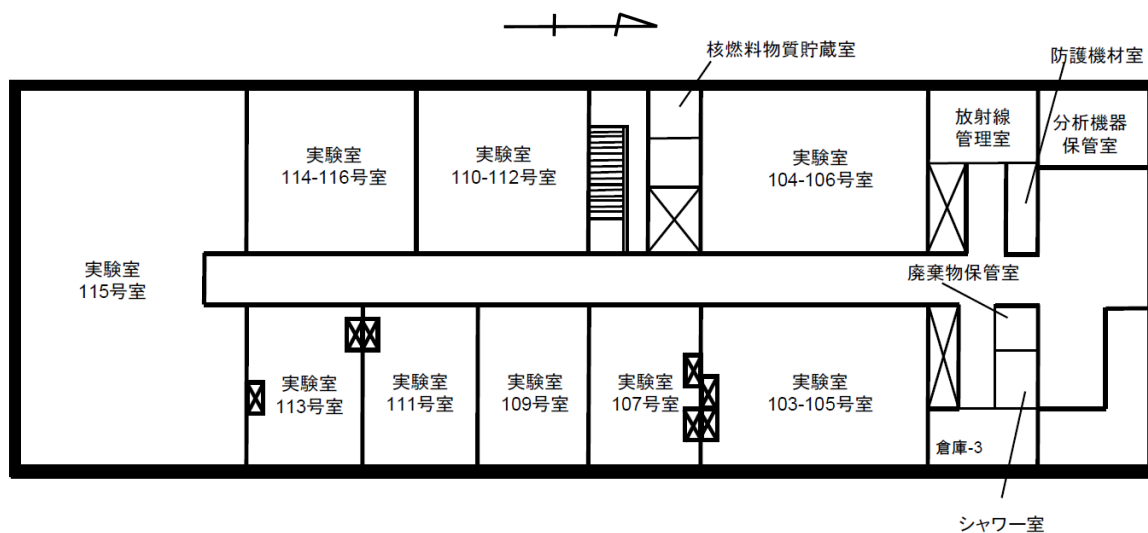 核燃料物質貯蔵室
防護機材室
実験室
114-116号室
実験室
110-112号室
実験室
104-106号室
放射線
管理室
分析機器
保管室
実験室
115号室
廃棄物保管室
実験室
113号室
実験室
111号室
実験室
109号室
実験室
107号室
実験室
103-105号室
倉庫-3
シャワー室